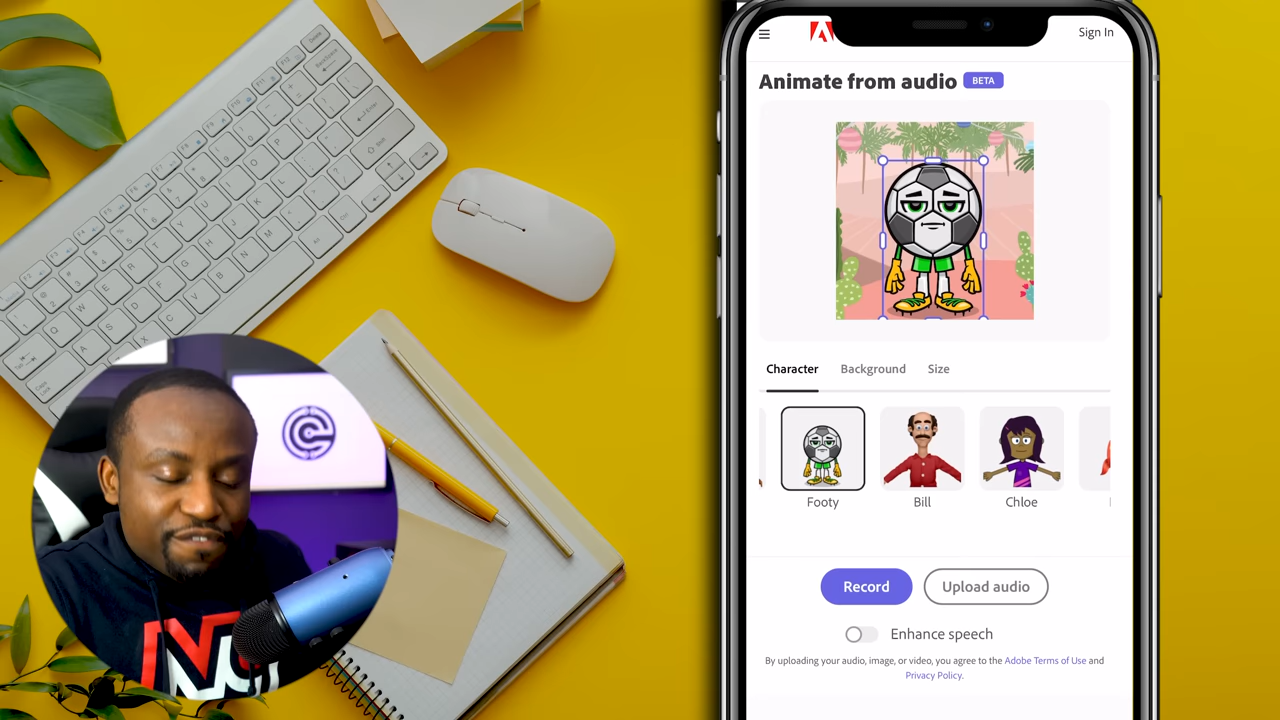 Sign In
Animate from audio BETA
Character Background Size
Footy Bill Chloe
Record Upload audio
Enhance speech
By uploading your audio, image, or video, you agree to the Adobe Terms of Use and
Privacy Policy.